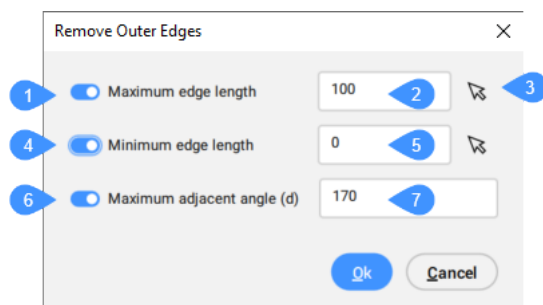 Remove Outer Edges
1 Maximum edge length 100 2 3
4 Minimum edge length 0 5
6 Maximum adjacent angle (d) 170 7
Ok Cancel